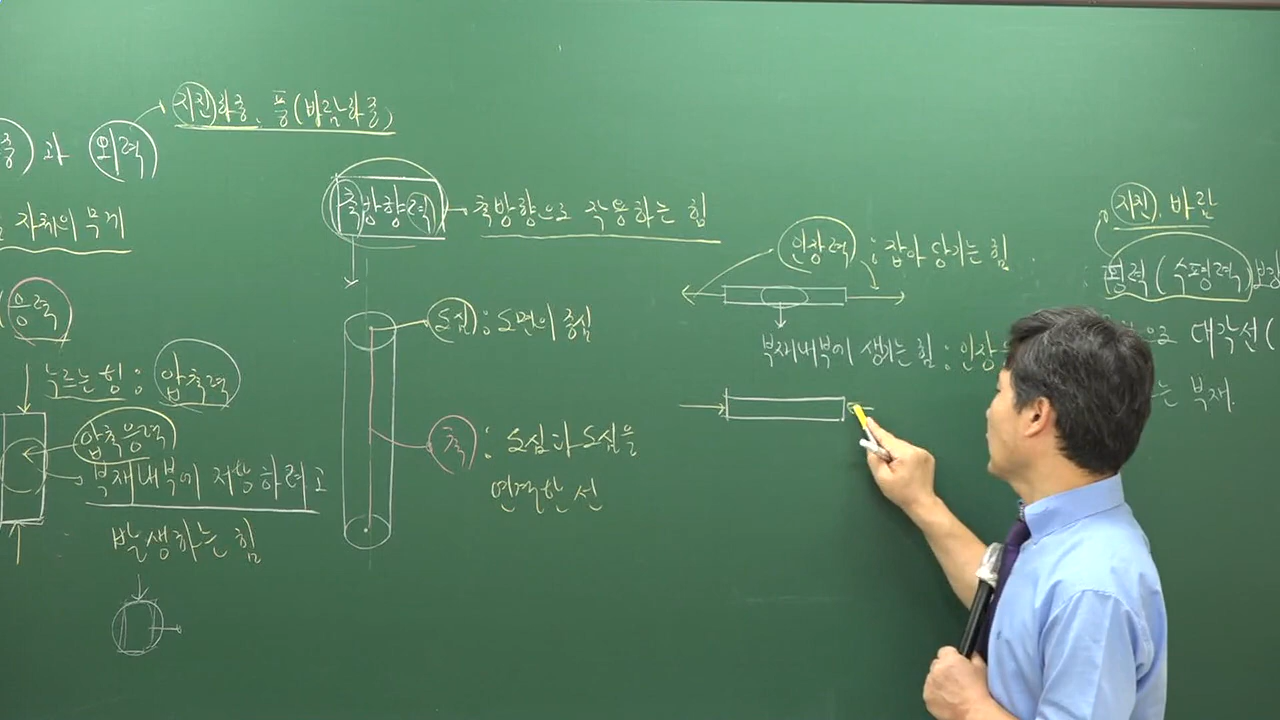 지진하중, 풍(바람하중)
과 외력
자체의 무게
응력
누르는 힘 : 압축력
압축응력
부재내부에 저항하려고
발생하는 힘
축방향력 축방향으로 작용하는 힘
도심 : 도면의 중심
축 : 도심과 도심을
연결한 선
인장력 : 잡아 당기는 힘
부재내부에 생기는 힘 : 인장
지진, 바람
횡력 (수평력)
으로 대각선 (
는 부재.